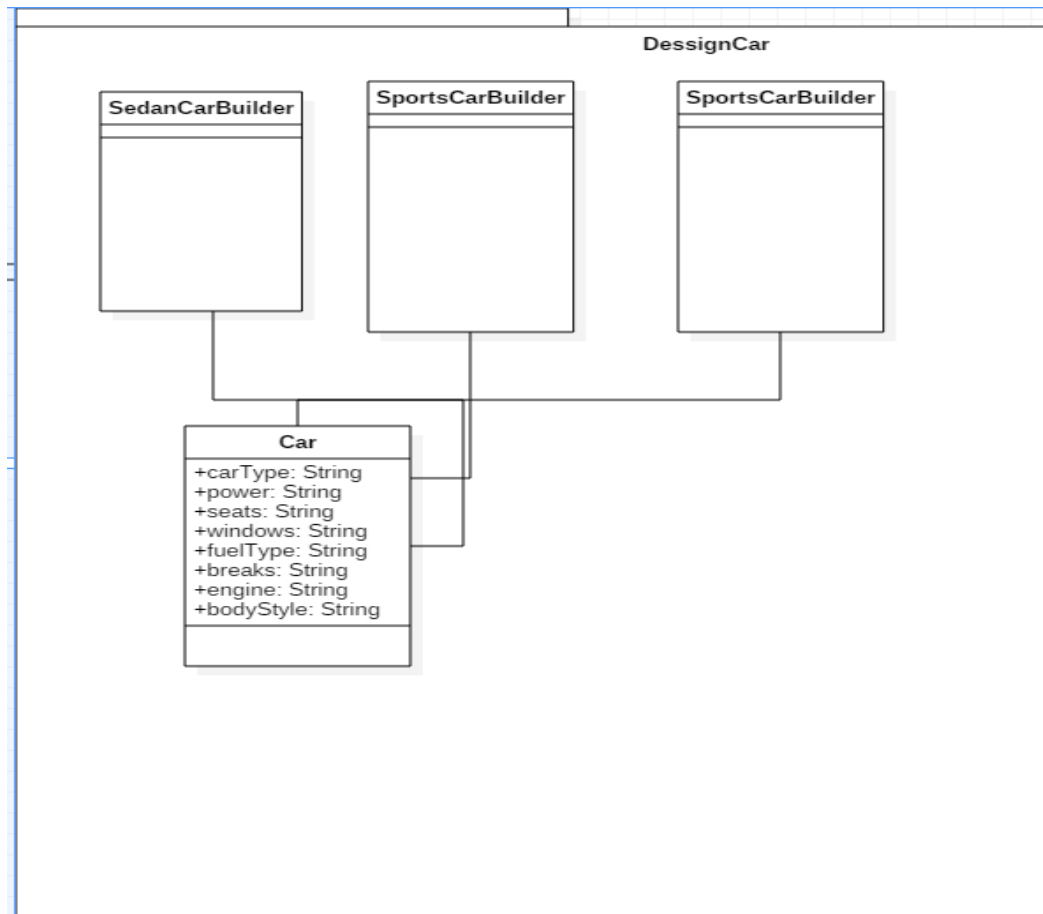 DessignCar
SedanCarBuilder
SportsCarBuilder
SportsCarBuilder
Car
+carType: String
+power: String
+seats: String
+windows: String
+fuelType: String
+breaks: String
+engine: String
+bodyStyle: String